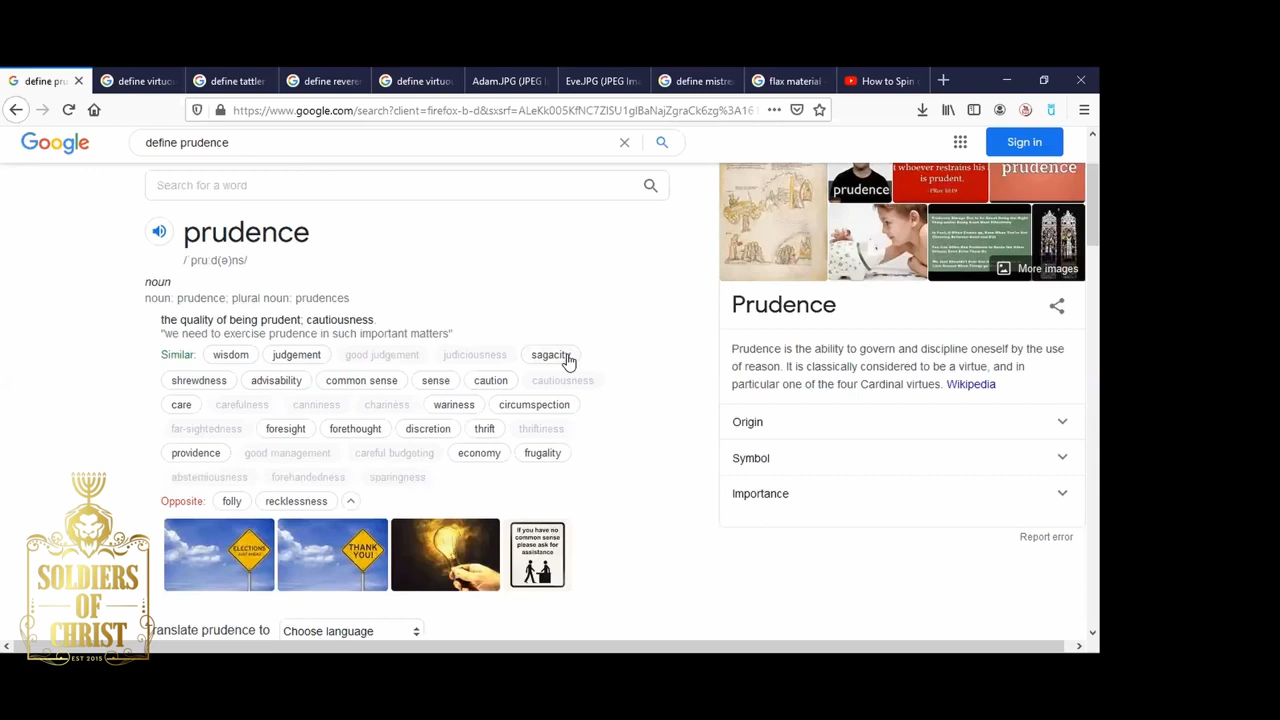 define pru
define virtuo
define tattler
define revere
define virtuo
Adam.JPG (JPEG I
Eve.JPG (JPEG Ima
define mistre
flax material
How to Spin
https://www.google.com/search?client=firefox-b-d&sxsrf=
Google
define prudence
Sign in
Search for a word
prudence
noun
noun: prudence; plural noun: prudences
the quality of being prudent; cautiousness.
"we need to exercise prudence in such important matters"
Similar: wisdom judgement good judgement judiciousness sagacity
shrewdness advisability common sense sense caution cautiousness
care carefulness canniness chariness wariness circumspection
far-sightedness foresight forethought discretion thrift thriftiness
providence good management careful budgeting economy frugality
abstemiousness forehandedness sparingness
Opposite: folly recklessness
ELECTIONS
JUST AHEAD
THANK
YOU!
If you have no
common sense
please ask for
assistance
translate prudence to Choose language
prudence
whoever restrains his
is prudent.
prudence
More images
Prudence
Prudence is the ability to govern and discipline oneself by the use
of reason. It is classically considered to be a virtue, and in
particular one of the four Cardinal virtues. Wikipedia
Origin
Symbol
Importance
Report error
SOLDIERS
OF
CHRIST
EST 2015